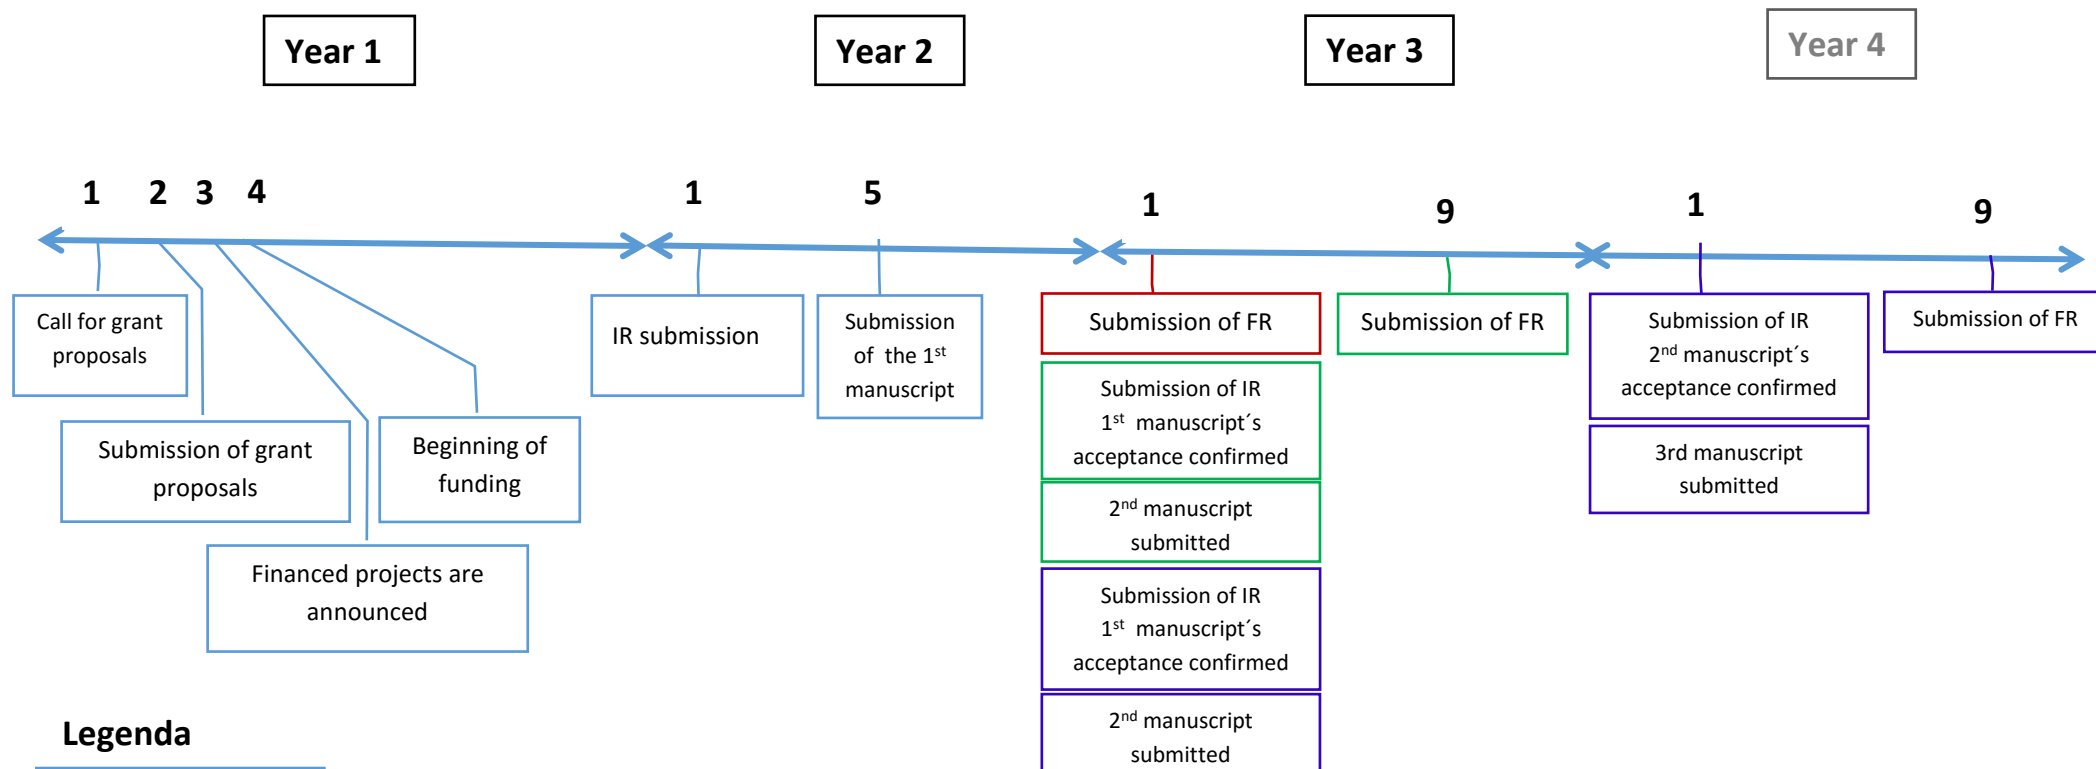 Year 1
Year 2
Year 3
Year 4
1
2
3
4
1
5
1
9
1
9
Call for grant
proposals
Submission of grant
proposals
Financed projects are
announced
Beginning of
funding
IR submission
Submission
of the 1st
manuscript
Submission of FR
Submission of IR
1st manuscript´s
acceptance confirmed
2nd manuscript
submitted
Submission of IR
1st manuscript´s
acceptance confirmed
2nd manuscript
submitted
Submission of FR
Submission of IR
2nd manuscript´s
acceptance confirmed
3rd manuscript
submitted
Submission of FR
Legenda